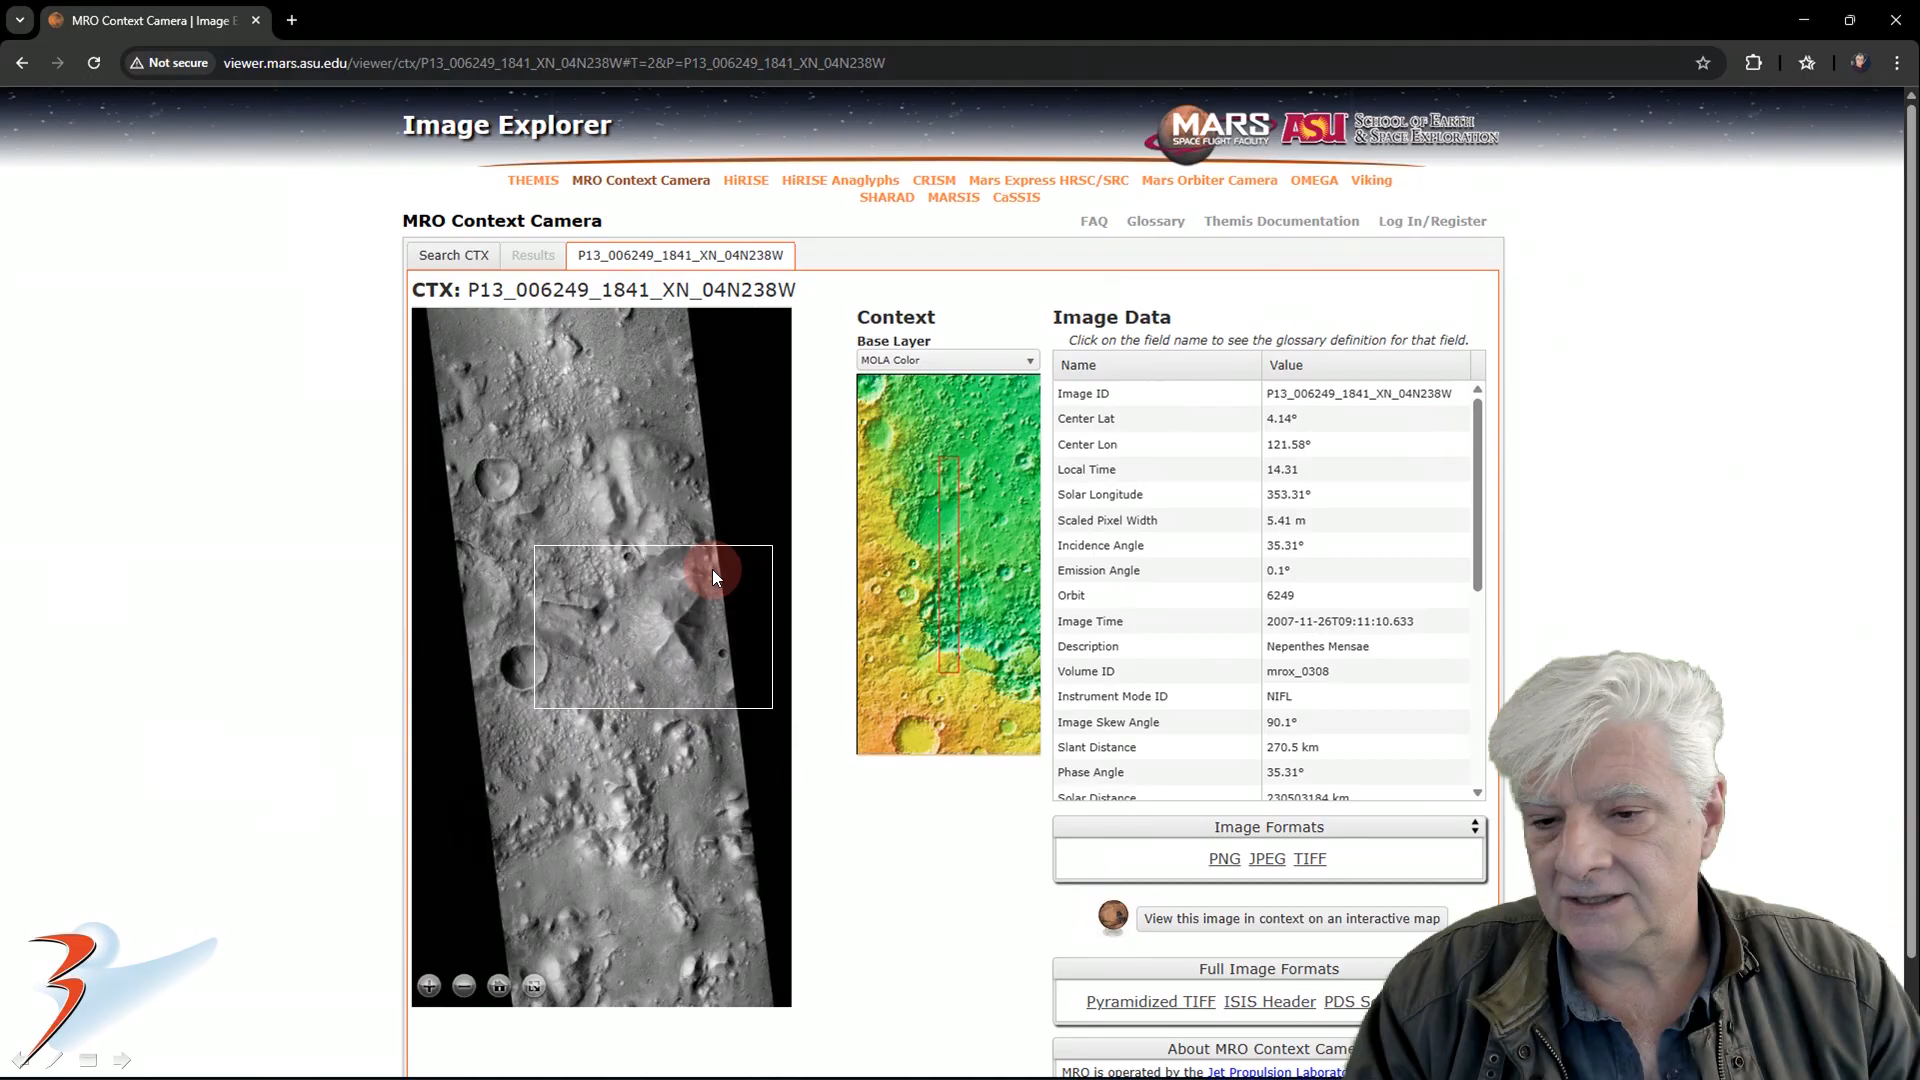 MRO Context Camera | Image E
Not secure
viewer.mars.asu.edu/viewer/ctx/P13_006249_1841_XN_04N238W#T=2&P=P13_006249_1841_XN_04N238W
Image Explorer
MARS
SPACE FLIGHT FACILITY
ASU
SCHOOL OF EARTH
& SPACE EXPLORATION
THEMIS MRO Context Camera HiRISE HiRISE Anaglyphs CRISM Mars Express HRSC/SRC Mars Orbiter Camera OMEGA Viking
SHARAD MARSIS CaSSIS
MRO Context Camera
FAQ Glossary Themis Documentation Log In/Register
Search CTX Results P13_006249_1841_XN_04N238W
CTX: P13_006249_1841_XN_04N238W
Context
Base Layer
MOLA Color
Image Data
Click on the field name to see the glossary definition for that field.
Name Value
Image ID P13_006249_1841_XN_04N238W
Center Lat 4.14°
Center Lon 121.58°
Local Time 14.31
Solar Longitude 353.31°
Scaled Pixel Width 5.41 m
Incidence Angle 35.31°
Emission Angle 0.1°
Orbit 6249
Image Time 2007-11-26T09:11:10.633
Description Nepenthes Mensae
Volume ID mrox_0308
Instrument Mode ID NIFL
Image Skew Angle 90.1°
Slant Distance 270.5 km
Phase Angle 35.31°
Solar Distance 230503184 km
Image Formats
PNG JPEG TIFF
View this image in context on an interactive map
Full Image Formats
Pyramidized TIFF ISIS Header PDS S
About MRO Context Came
MRO is operated by the Jet Propulsion Laborat